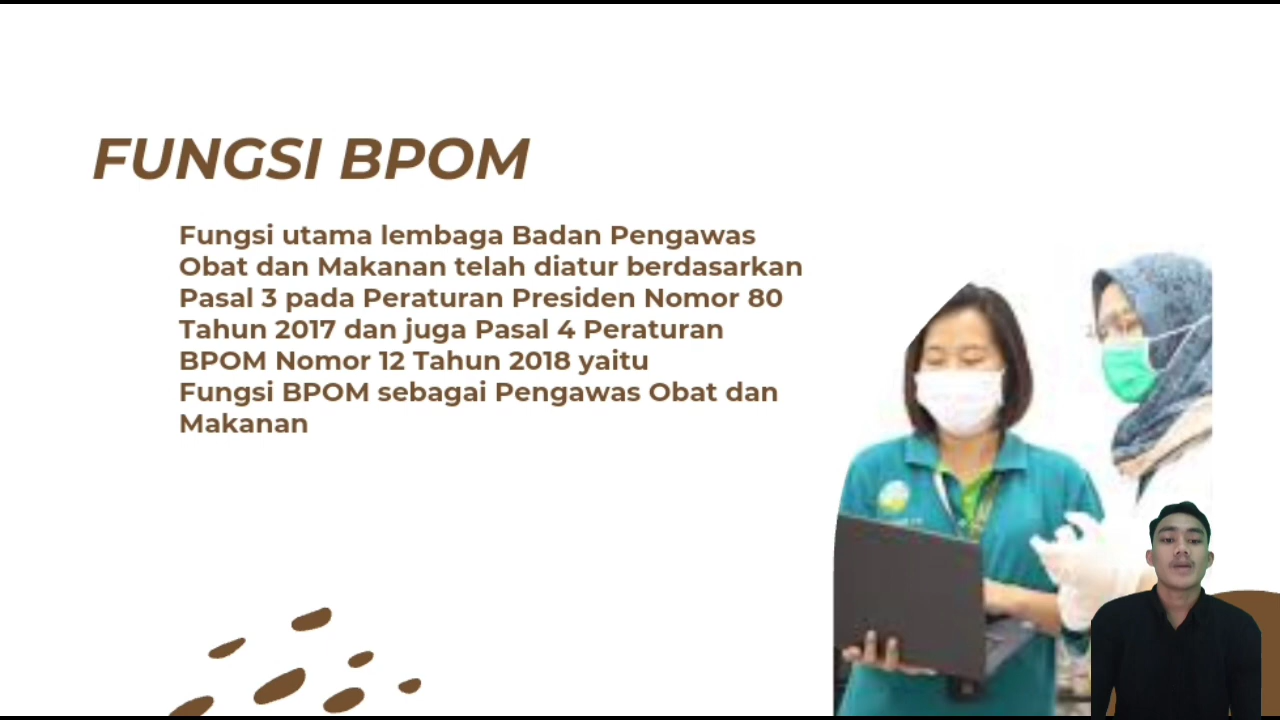 FUNGSI BPOM
Fungsi utama lembaga Badan Pengawas
Obat dan Makanan telah diatur berdasarkan
Pasal 3 pada Peraturan Presiden Nomor 80
Tahun 2017 dan juga Pasal 4 Peraturan
BPOM Nomor 12 Tahun 2018 yaitu
Fungsi BPOM sebagai Pengawas Obat dan
Makanan